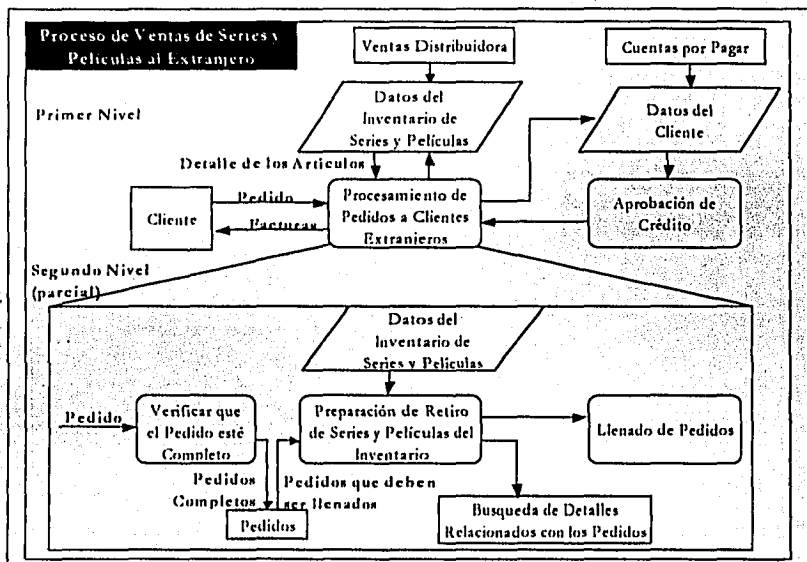 Proceso de Ventas de Series y
Películas al Extranjero
Ventas Distribuidora
Cuentas por Pagar
Primer Nivel
Datos del
Inventario de
Series y Películas
Datos del
Cliente
Detalle de los Artículos
Cliente
Pedido
Facturas
Procesamiento de
Pedidos a Clientes
Extranjeros
Aprobación de
Crédito
Segundo Nivel
(parcial)
Datos del
Inventario de
Series y Películas
Pedido
Verificar que
el Pedido esté
Completo
Preparación de Retiro
de Series y Películas del
Inventario
Llenado de Pedidos
Pedidos
Completos
Pedidos que deben
ser llenados
Pedidos
Busqueda de Detalles
Relacionados con los Pedidos